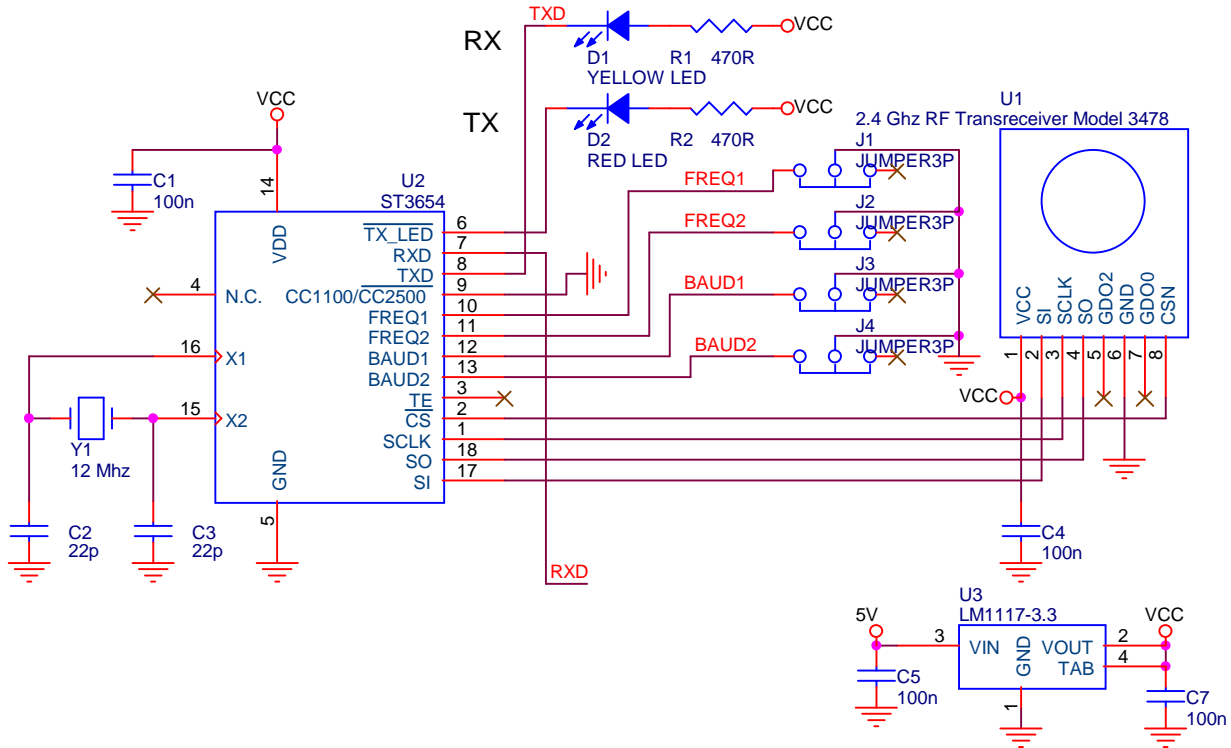 TXD
VCC
RX
D1
R1 470R
YELLOW LED
VCC
TX
D2
R2 470R
RED LED
VCC
C1
100n
14
U2
ST3654
VDD
TX_LED
6
RXD
7
TXD
8
CC1100/CC2500
9
FREQ1
10
FREQ2
11
BAUD1
12
BAUD2
13
TE
3
CS
2
SCLK
1
SO
18
SI
17
4
N.C.
16
X1
15
X2
GND
5
Y1
12 Mhz
C2
22p
C3
22p
RXD
FREQ1
FREQ2
BAUD1
BAUD2
J1
JUMPER3P
J2
JUMPER3P
J3
JUMPER3P
J4
JUMPER3P
U1
2.4 Ghz RF Transreceiver Model 3478
VCC
SI
SCLK
SO
GDO2
GND
GDO0
CSN
1
2
3
4
5
6
7
8
VCC
C4
100n
U3
LM1117-3.3
5V
3
VIN
GND
VOUT
2
TAB
4
VCC
1
C5
100n
C7
100n